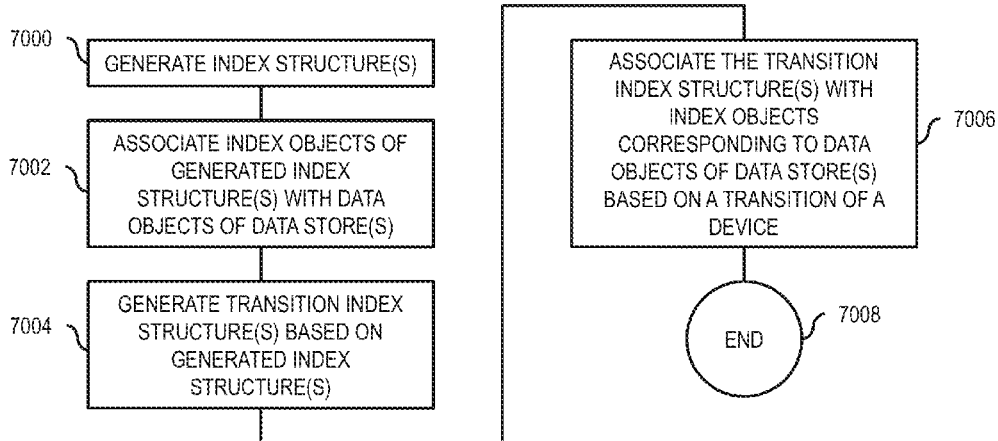 7000
GENERATE INDEX STRUCTURE(S)
7002
ASSOCIATE INDEX OBJECTS OF
GENERATED INDEX
STRUCTURE(S) WITH DATA
OBJECTS OF DATA STORE(S)
7004
GENERATE TRANSITION INDEX
STRUCTURE(S) BASED ON
GENERATED INDEX
STRUCTURE(S)
ASSOCIATE THE TRANSITION
INDEX STRUCTURE(S) WITH
INDEX OBJECTS
CORRESPONDING TO DATA
OBJECTS OF DATA STORE(S)
BASED ON A TRANSITION OF A
DEVICE
7006
END
7008